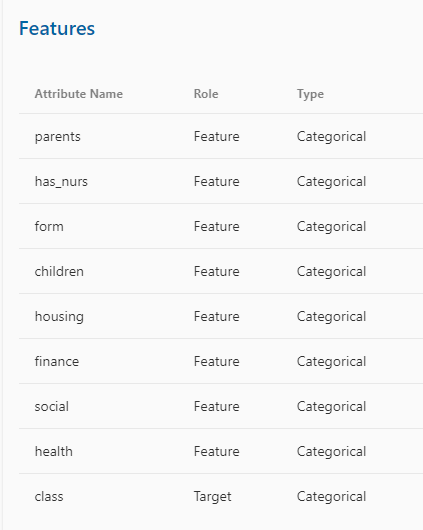 Features
Attribute Name Role Type
parents Feature Categorical
has_nurs Feature Categorical
form Feature Categorical
children Feature Categorical
housing Feature Categorical
finance Feature Categorical
social Feature Categorical
health Feature Categorical
class Target Categorical